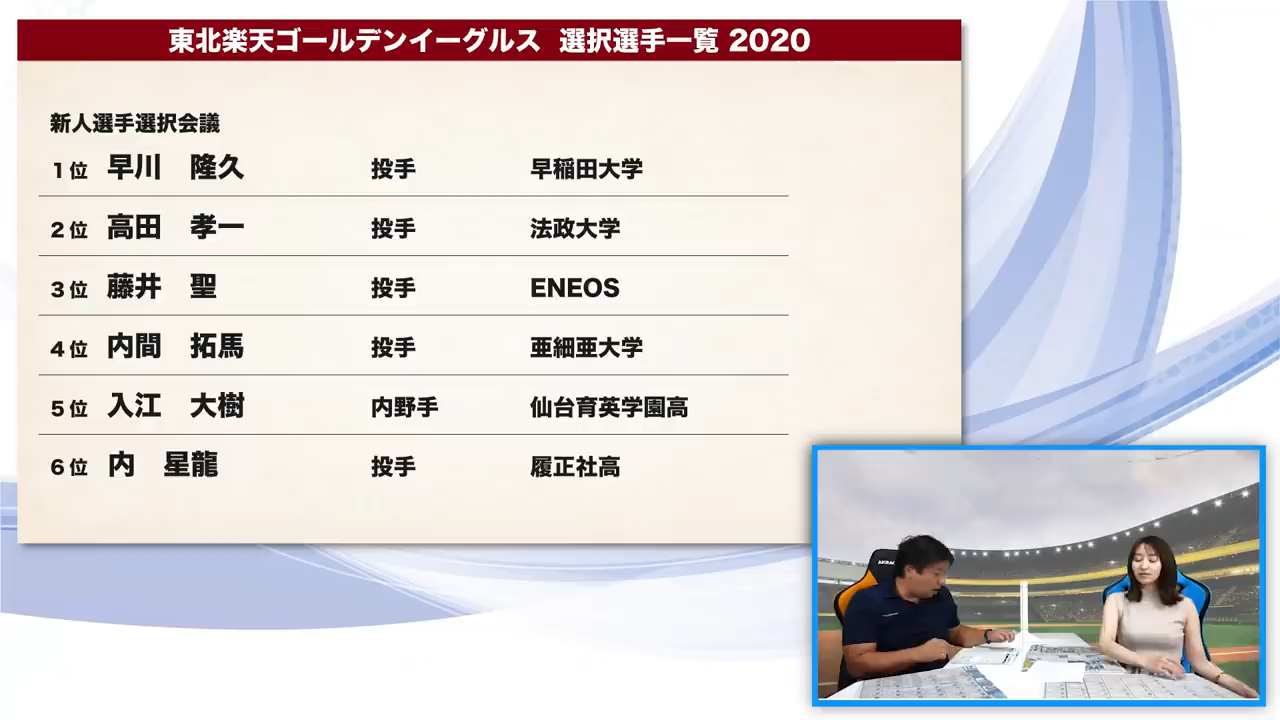 東北楽天ゴールデンイーグルス 選択選手一覧 2020
新人選手選択会議
1位 早川 隆久 投手 早稲田大学
2位 高田 孝一 投手 法政大学
3位 藤井 聖 投手 ENEOS
4位 内間 拓馬 投手 亜細亜大学
5位 入江 大樹 内野手 仙台育英学園高
6位 内 星龍 投手 履正社高